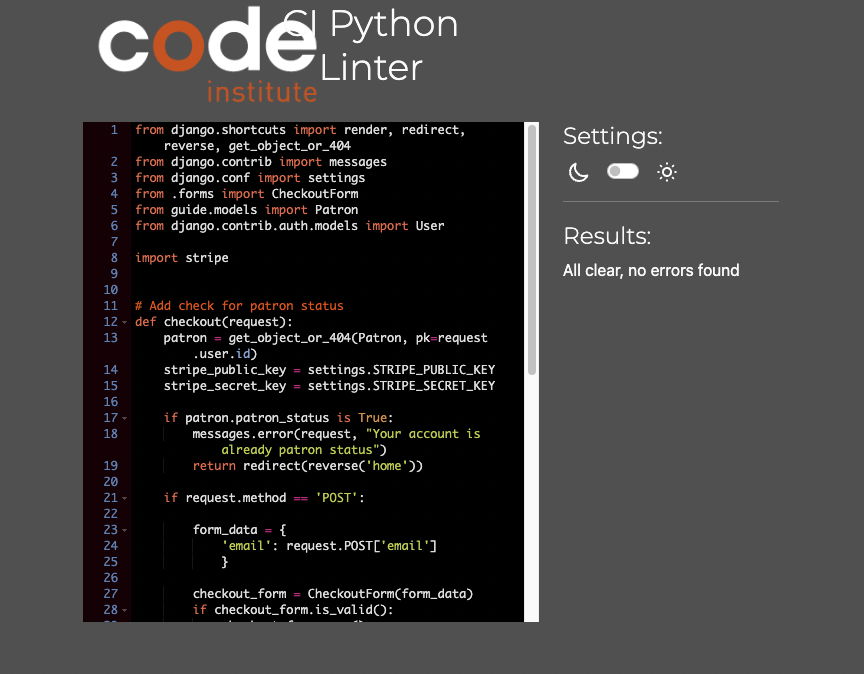 code
institute
CI Python
Linter
1 from django.shortcuts import render, redirect,
reverse, get_object_or_404
2 from django.contrib import messages
3 from django.conf import settings
4 from .forms import CheckoutForm
5 from guide.models import Patron
6 from django.contrib.auth.models import User
7
8 import stripe
9
10
11 # Add check for patron status
12 def checkout(request):
13 patron = get_object_or_404(Patron, pk=request
.user.id)
14 stripe_public_key = settings.STRIPE_PUBLIC_KEY
15 stripe_secret_key = settings.STRIPE_SECRET_KEY
16
17 if patron.patron_status is True:
18 messages.error(request, "Your account is
already patron status")
19 return redirect(reverse('home'))
20
21 if request.method == 'POST':
22
23 form_data = {
24 'email': request.POST['email']
25 }
26
27 checkout_form = CheckoutForm(form_data)
28 if checkout_form.is_valid():
Settings:
Results:
All clear, no errors found